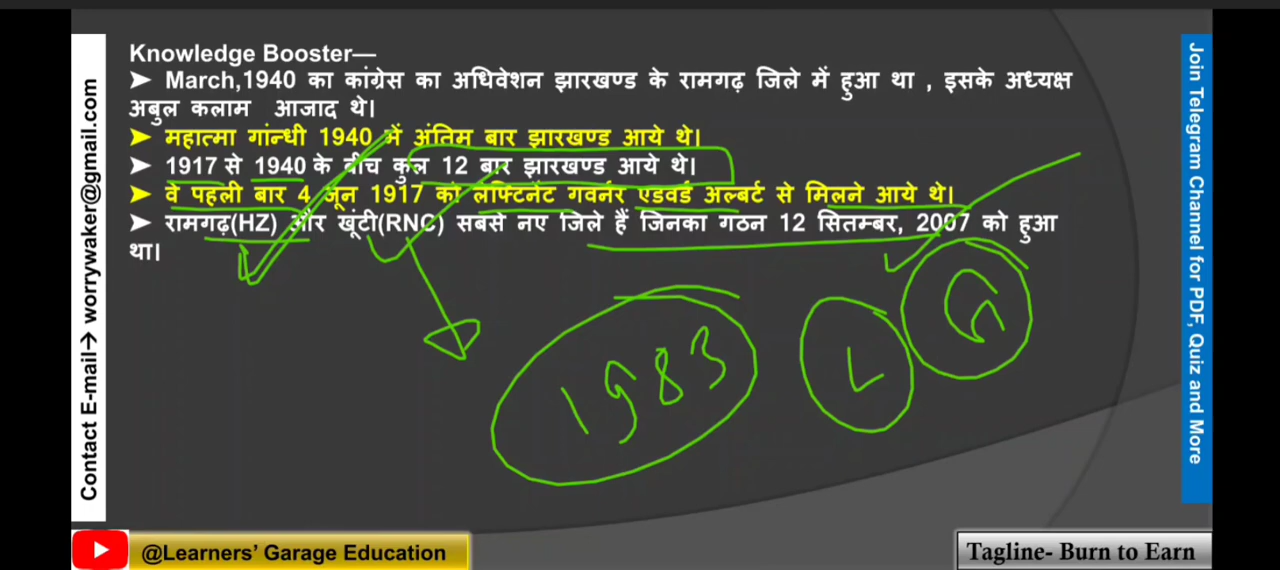 Knowledge Booster—
➤ March,1940 का कांग्रेस का अधिवेशन झारखण्ड के रामगढ़ जिले में हुआ था , इसके अध्यक्ष
अबुल कलाम आजाद थे।
➤ महात्मा गांन्धी 1940 में अंतिम बार झारखण्ड आये थे।
➤ 1917 से 1940 के बीच कुल 12 बार झारखण्ड आये थे।
➤ वे पहली बार 4 जून 1917 को लेफ्टिनेंट गवर्नर एडवर्ड अल्बर्ट से मिलने आये थे।
➤ रामगढ़(HZ) और खूंटी(RNC) सबसे नए जिले हैं जिनका गठन 12 सितम्बर, 2007 को हुआ
था।
1983 L G
Contact E-mail→ worrywaker@gmail.com
Join Telegram Channel for PDF, Quiz and More
@Learners’ Garage Education
Tagline- Burn to Earn